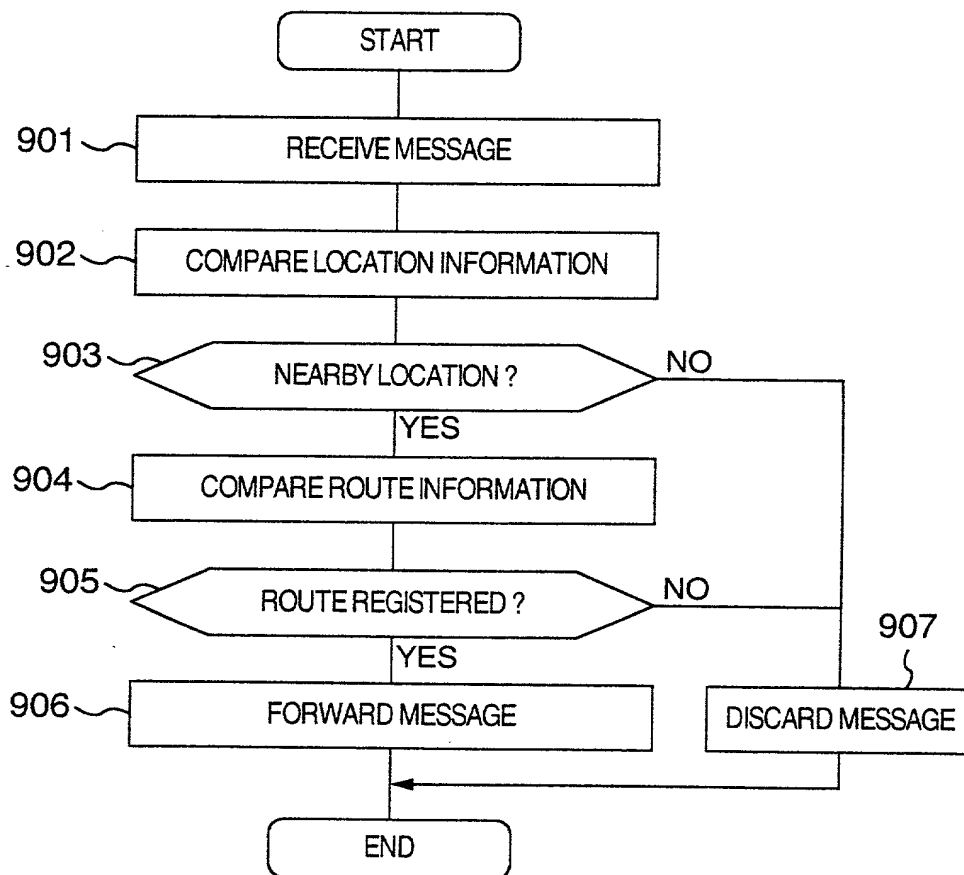 START
901
RECEIVE MESSAGE
902
COMPARE LOCATION INFORMATION
903
NEARBY LOCATION ?
NO
YES
904
COMPARE ROUTE INFORMATION
905
ROUTE REGISTERED ?
NO
YES
907
906
FORWARD MESSAGE
DISCARD MESSAGE
END